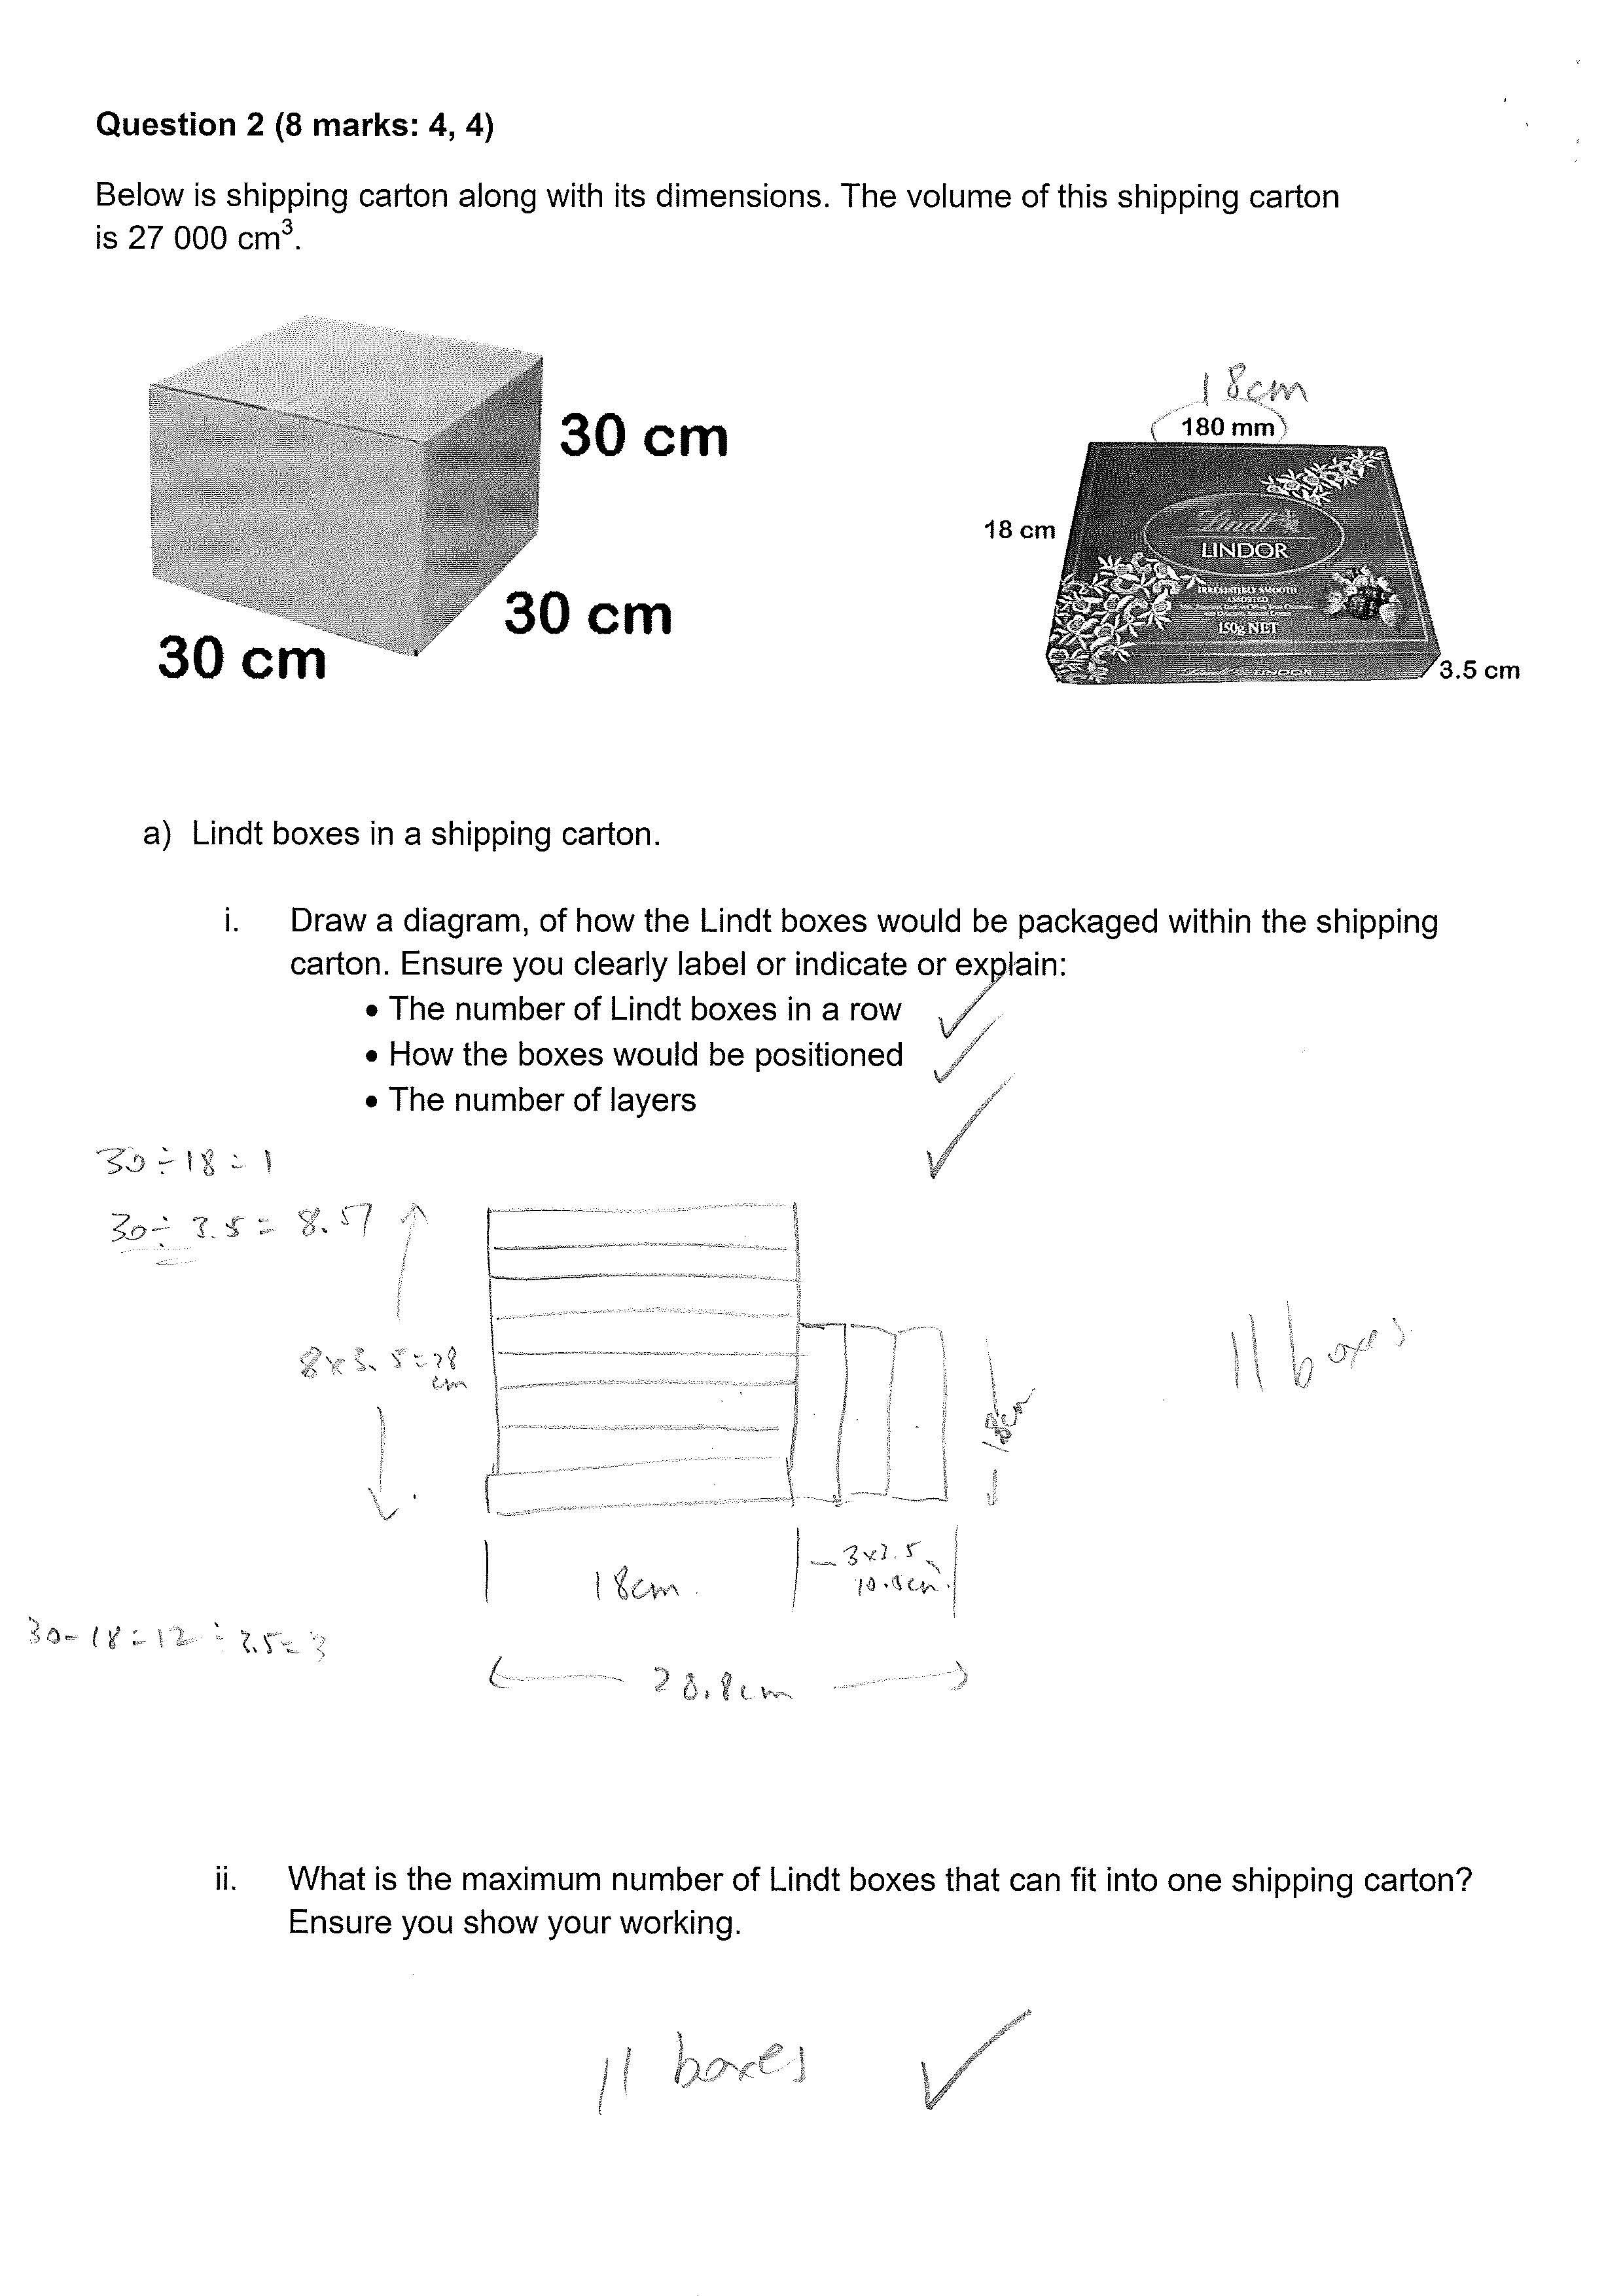 Question 2 (8 marks: 4, 4)
Below is shipping carton along with its dimensions. The volume of this shipping carton
is 27 000 cm³.
30 cm
30 cm
30 cm
18cm
180 mm
18 cm
Lindt
LINDOR
IRRESISTIBLY SMOOTH
ASSORTED
150g NET
3.5 cm
a) Lindt boxes in a shipping carton.
i. Draw a diagram, of how the Lindt boxes would be packaged within the shipping
carton. Ensure you clearly label or indicate or explain:
• The number of Lindt boxes in a row
• How the boxes would be positioned
• The number of layers
30÷18=1
30÷3.5=8.57
8×3.5=28
cm
18cm
11 boxes
18cm
3×3.5
30-18=12÷3.5=3
28.8cm
ii. What is the maximum number of Lindt boxes that can fit into one shipping carton?
Ensure you show your working.
11 boxes